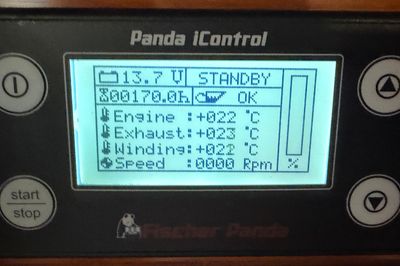 Panda iControl
13.7 V STANDBY
00170.0h OK
Engine :+022 °C
Exhaust:+023 °C
Winding:+022 °C
Speed :0000 Rpm %
start
stop
Fischer Panda